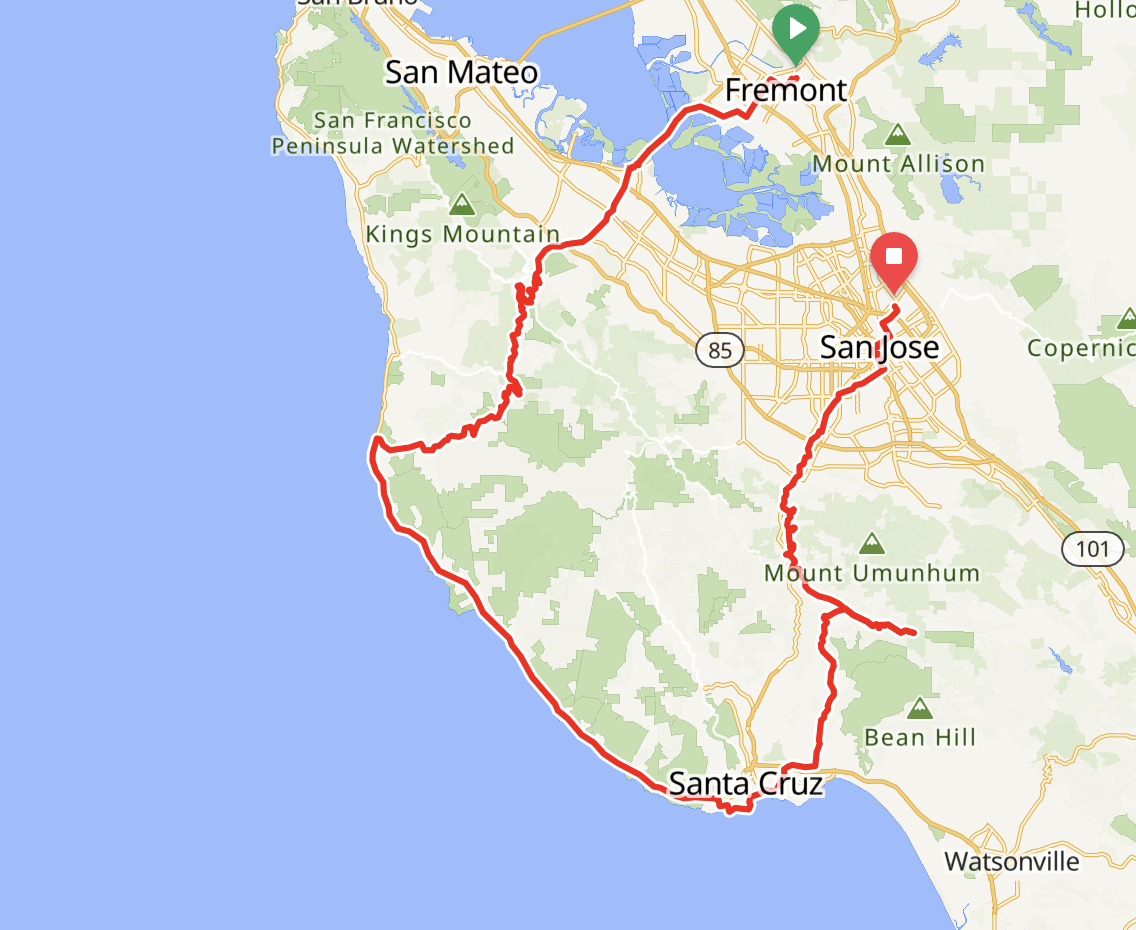 San Bruno
Hollo
San Mateo
Fremont
San Francisco
Peninsula Watershed
Mount Allison
Kings Mountain
85
San Jose
Copernic
101
Mount Umunhum
Bean Hill
Santa Cruz
Watsonville